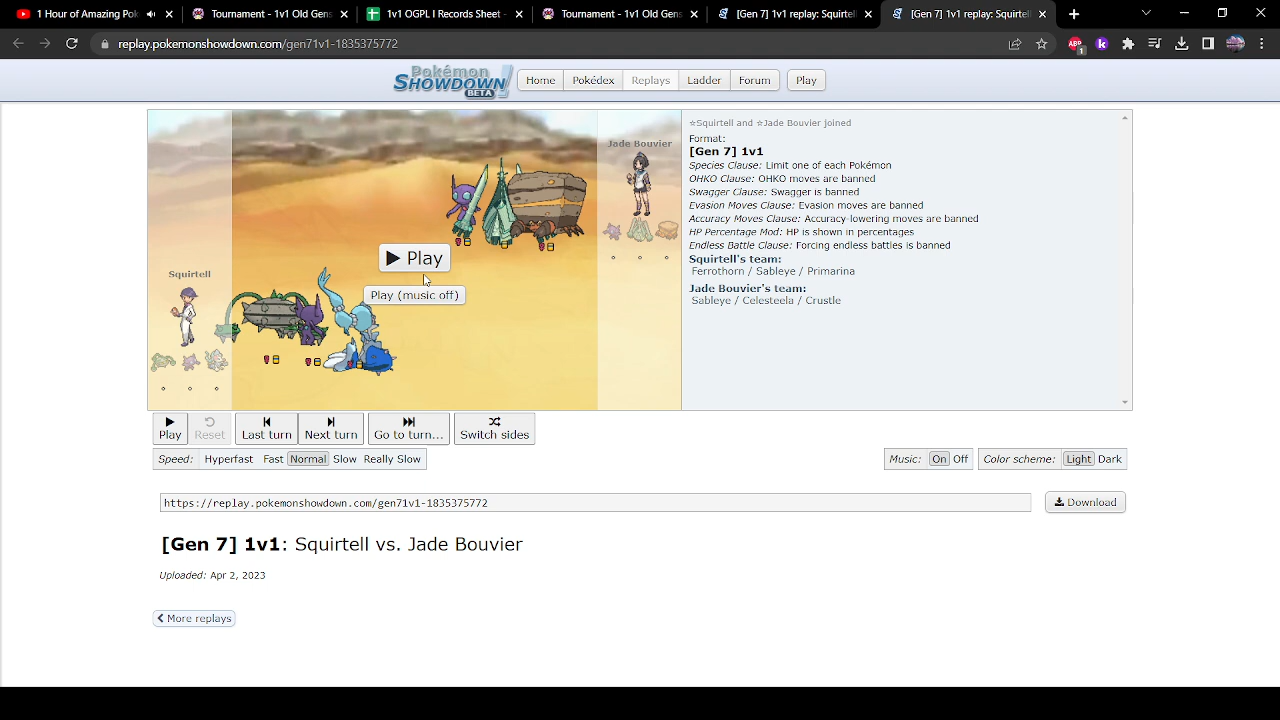 1 Hour of Amazing Pok
Tournament - 1v1 Old Gens
1v1 OGPL I Records Sheet -
Tournament - 1v1 Old Gens
[Gen 7] 1v1 replay: Squirtell
[Gen 7] 1v1 replay: Squirtell
replay.pokemonshowdown.com/gen71v1-1835375772
ABP
1
k
Pokémon
SHOWDOWN!
BETA
Home
Pokédex
Replays
Ladder
Forum
Play
Jade Bouvier
Squirtell
Play
Play (music off)
☆Squirtell and ☆Jade Bouvier joined
Format:
[Gen 7] 1v1
Species Clause: Limit one of each Pokémon
OHKO Clause: OHKO moves are banned
Swagger Clause: Swagger is banned
Evasion Moves Clause: Evasion moves are banned
Accuracy Moves Clause: Accuracy-lowering moves are banned
HP Percentage Mod: HP is shown in percentages
Endless Battle Clause: Forcing endless battles is banned
Squirtell's team:
Ferrothorn / Sableye / Primarina
Jade Bouvier's team:
Sableye / Celesteela / Crustle
Play
Reset
Last turn
Next turn
Go to turn...
Switch sides
Speed: Hyperfast Fast Normal Slow Really Slow
Music: On Off
Color scheme: Light Dark
https://replay.pokemonshowdown.com/gen71v1-1835375772
Download
[Gen 7] 1v1: Squirtell vs. Jade Bouvier
Uploaded: Apr 2, 2023
More replays